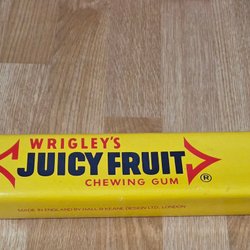 WRIGLEY'S
JUICY FRUIT
CHEWING GUM ®
MADE IN ENGLAND BY HALL & KEANE DESIGN LTD., LONDON